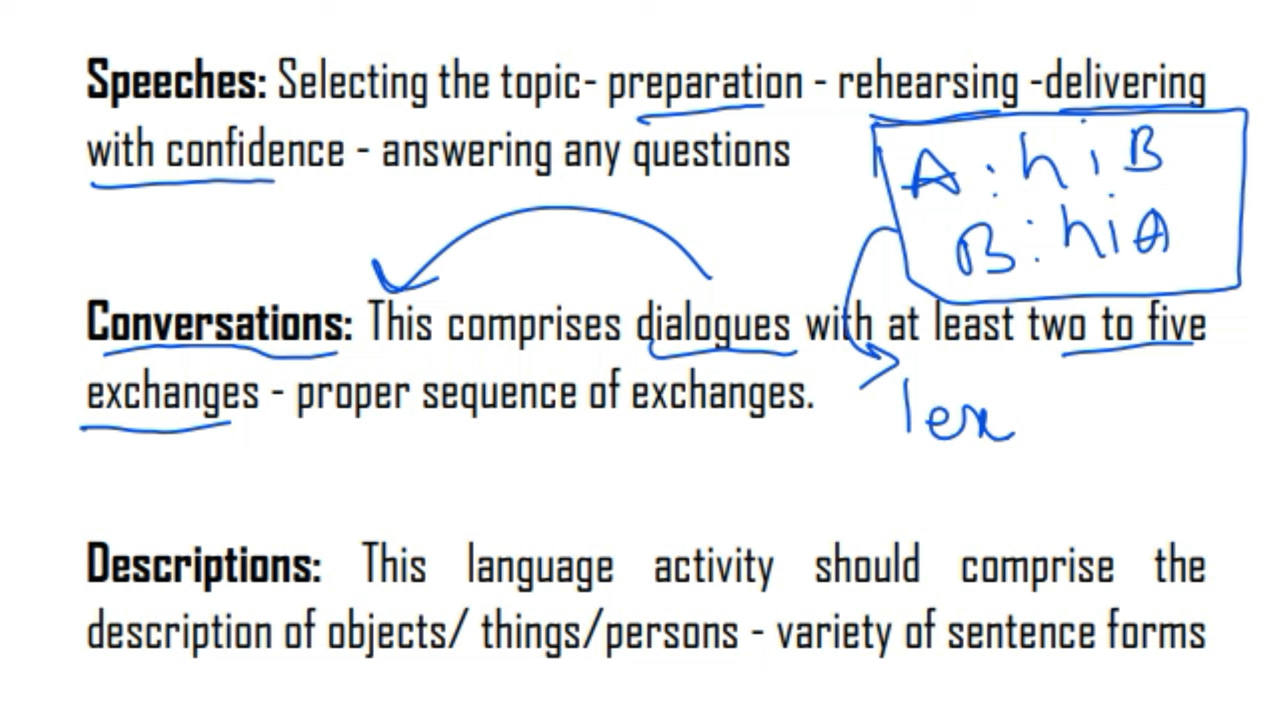 Speeches: Selecting the topic- preparation - rehearsing -delivering
with confidence - answering any questions
A : hi B
B : hi A
Conversations: This comprises dialogues with at least two to five
exchanges - proper sequence of exchanges.
1 ex
Descriptions: This language activity should comprise the
description of objects/ things/persons - variety of sentence forms